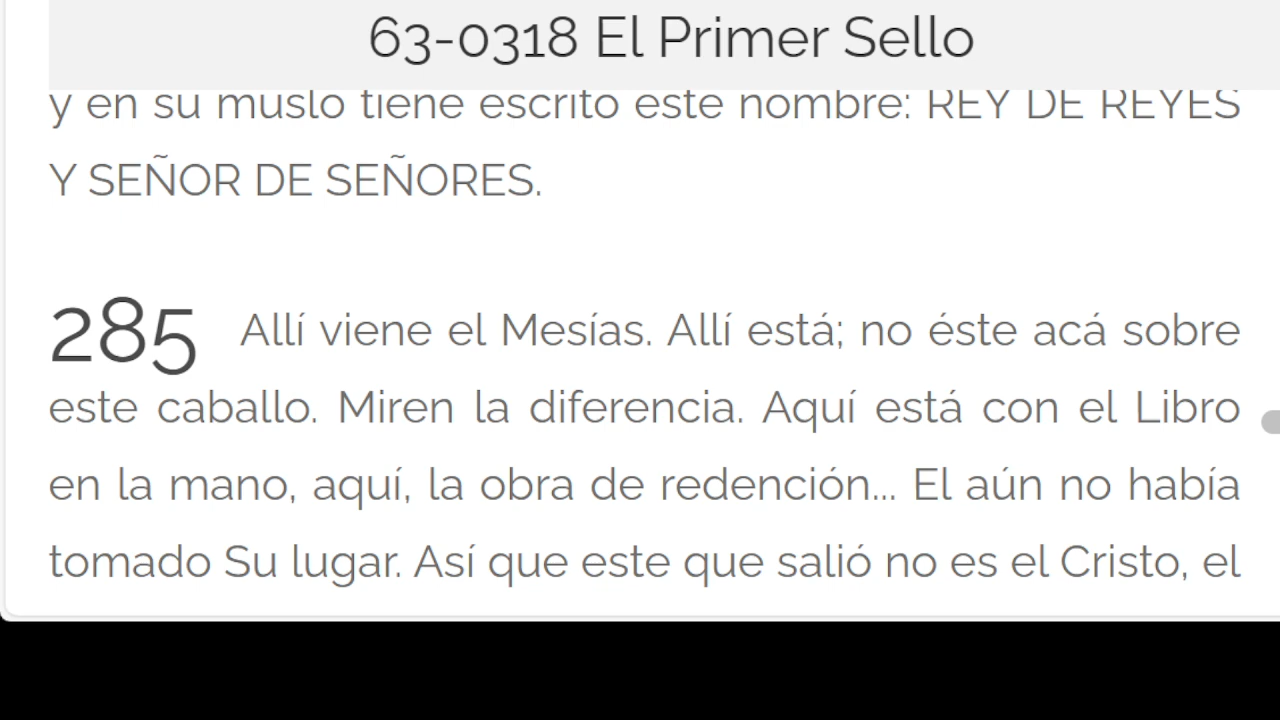 63-0318 El Primer Sello
y en su muslo tiene escrito este nombre: REY DE REYES
Y SEÑOR DE SEÑORES.
285 Allí viene el Mesías. Allí está; no éste acá sobre
este caballo. Miren la diferencia. Aquí está con el Libro
en la mano, aquí, la obra de redención... El aún no había
tomado Su lugar. Así que este que salió no es el Cristo, el